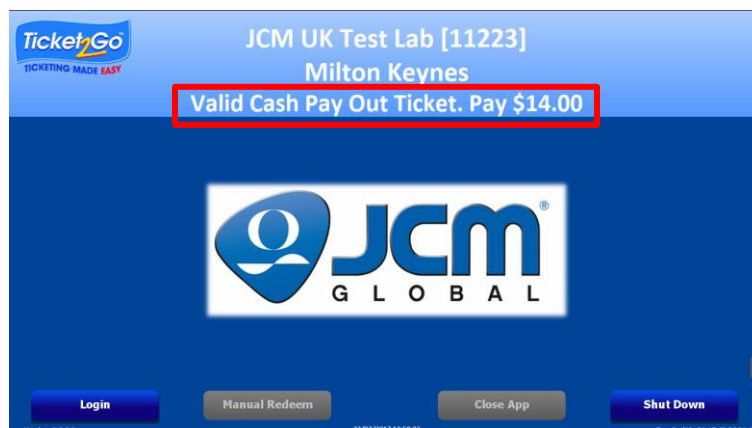 Ticket2Go
TICKETING MADE EASY
JCM UK Test Lab [11223]
Milton Keynes
Valid Cash Pay Out Ticket. Pay $14.00
JCM®
GLOBAL
Login
Manual Redeem
Close App
Shut Down